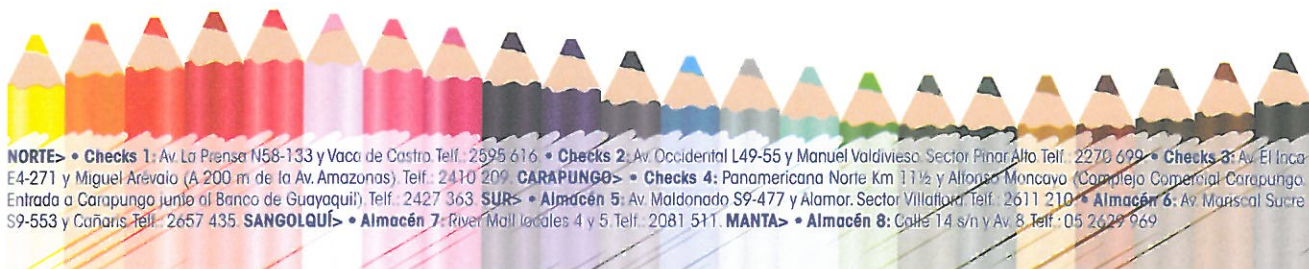 NORTE> • Checks 1: Av. La Prensa N58-133 y Vaca de Castro. Telf.: 2595 616 • Checks 2: Av. Occidental L49-55 y Manuel Valdivieso. Sector Pinar Alto. Telf.: 2270 699 • Checks 3: Av. El Inca
E4-271 y Miguel Arévalo (A 200 m de la Av. Amazonas). Telf.: 2410 209. CARAPUNGO> • Checks 4: Panamericana Norte Km 11½ y Alfonso Moncayo (Complejo Comercial Carapungo.
Entrada a Carapungo junto al Banco de Guayaquil). Telf.: 2427 363. SUR> • Almacén 5: Av. Maldonado S9-477 y Alamor. Sector Villaflora. Telf.: 2611 210 • Almacén 6: Av. Mariscal Sucre
S9-553 y Cañaris. Telf.: 2657 435. SANGOLQUÍ> • Almacén 7: River Mall locales 4 y 5. Telf.: 2081 511. MANTA> • Almacén 8: Calle 14 s/n y Av. 8. Telf.: 05 2629 969